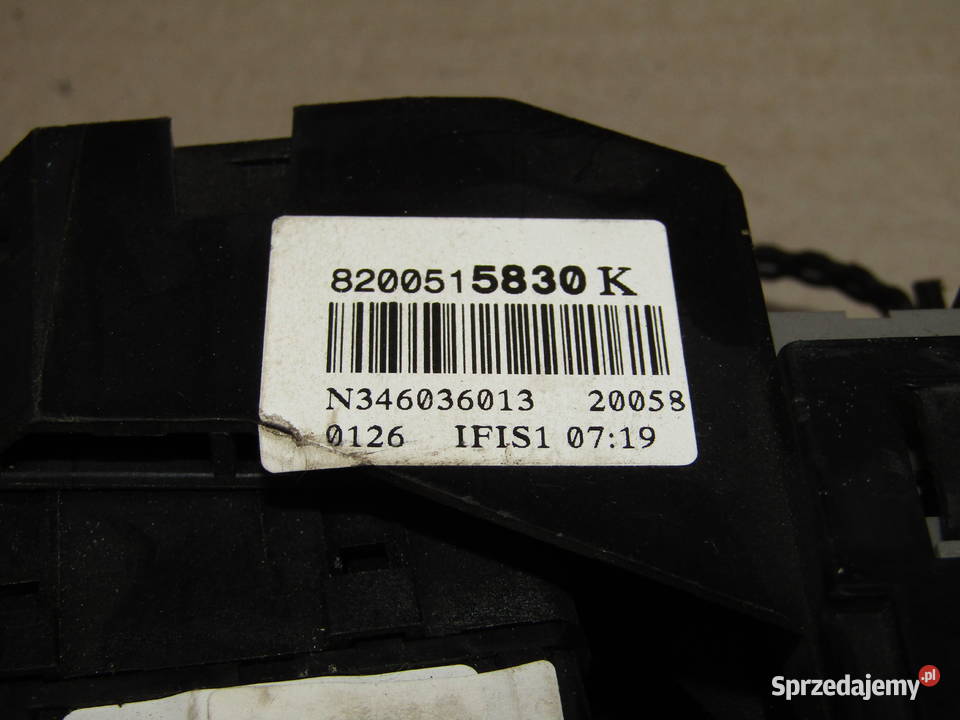 8200515830 K
N346036013 20058
0126 IFIS1 07:19
Sprzedajemy.pl